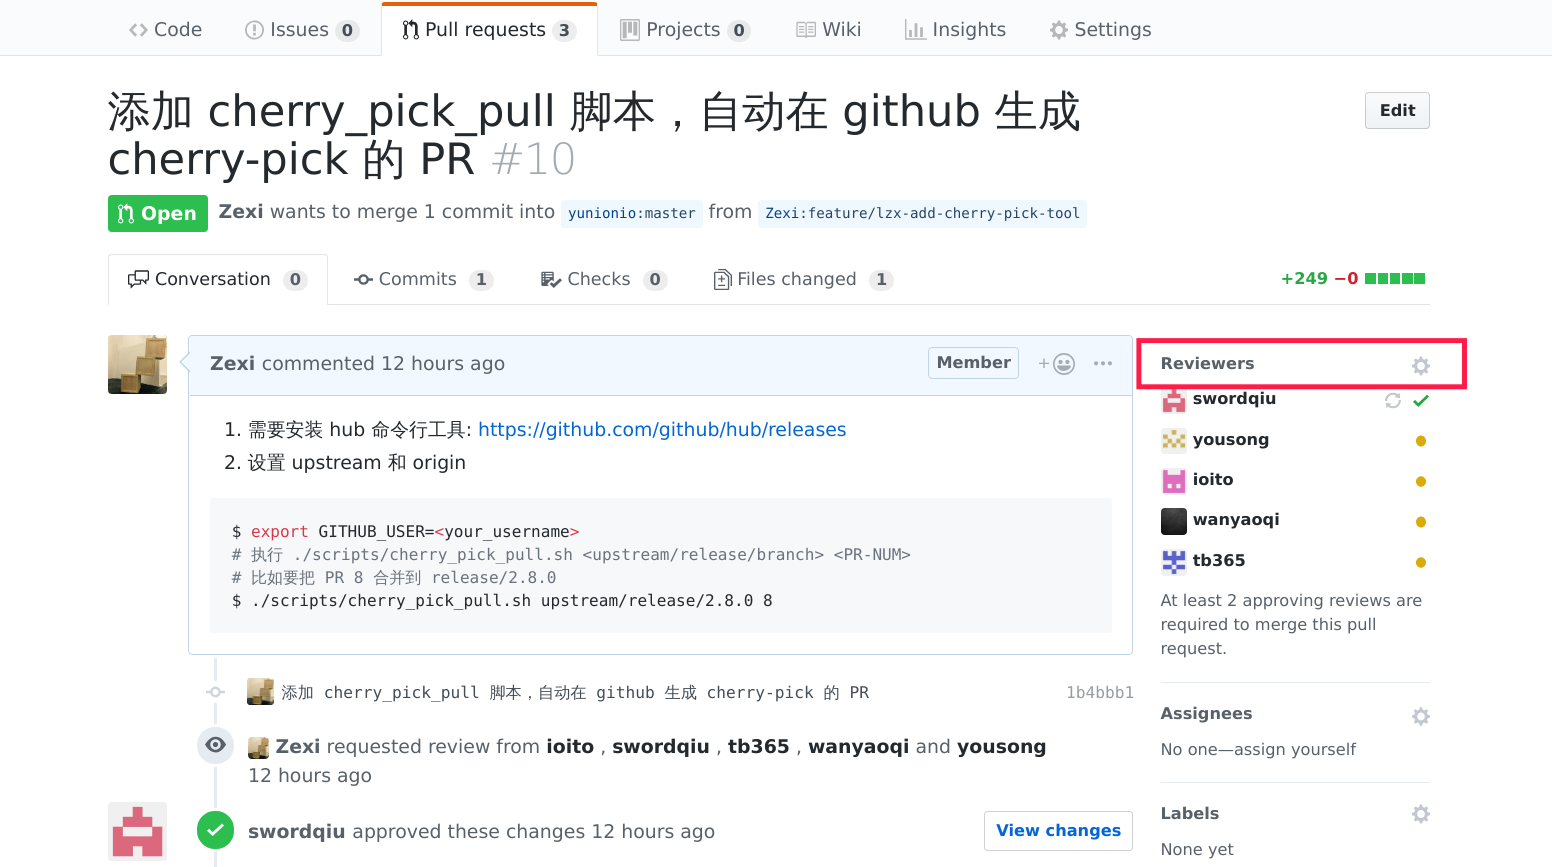 Code Issues 0 Pull requests 3 Projects 0 Wiki Insights Settings
添加 cherry_pick_pull 脚本，自动在 github 生成
cherry-pick 的 PR #10
Edit
Open Zexi wants to merge 1 commit into yunionio:master from Zexi:feature/lzx-add-cherry-pick-tool
Conversation 0 Commits 1 Checks 0 Files changed 1 +249 −0
Zexi commented 12 hours ago Member
1. 需要安装 hub 命令行工具: https://github.com/github/hub/releases
2. 设置 upstream 和 origin
$ export GITHUB_USER=<your_username>
# 执行 ./scripts/cherry_pick_pull.sh <upstream/release/branch> <PR-NUM>
# 比如要把 PR 8 合并到 release/2.8.0
$ ./scripts/cherry_pick_pull.sh upstream/release/2.8.0 8
添加 cherry_pick_pull 脚本，自动在 github 生成 cherry-pick 的 PR 1b4bbb1
Zexi requested review from ioito , swordqiu , tb365 , wanyaoqi and yousong
12 hours ago
swordqiu approved these changes 12 hours ago View changes
Reviewers
swordqiu
yousong
ioito
wanyaoqi
tb365
At least 2 approving reviews are
required to merge this pull
request.
Assignees
No one—assign yourself
Labels
None yet